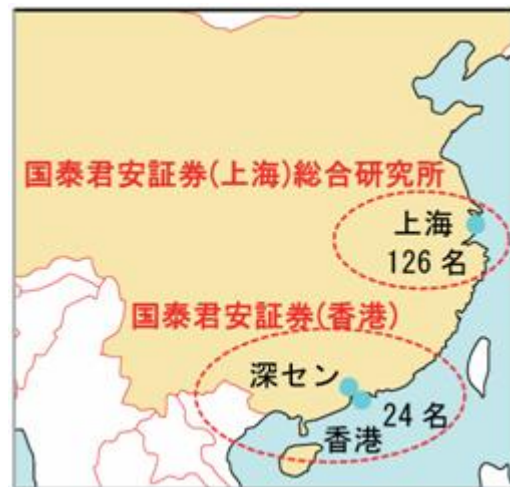 国泰君安証券(上海)総合研究所
上海
126 名
国泰君安証券(香港)
深セン
24 名
香港